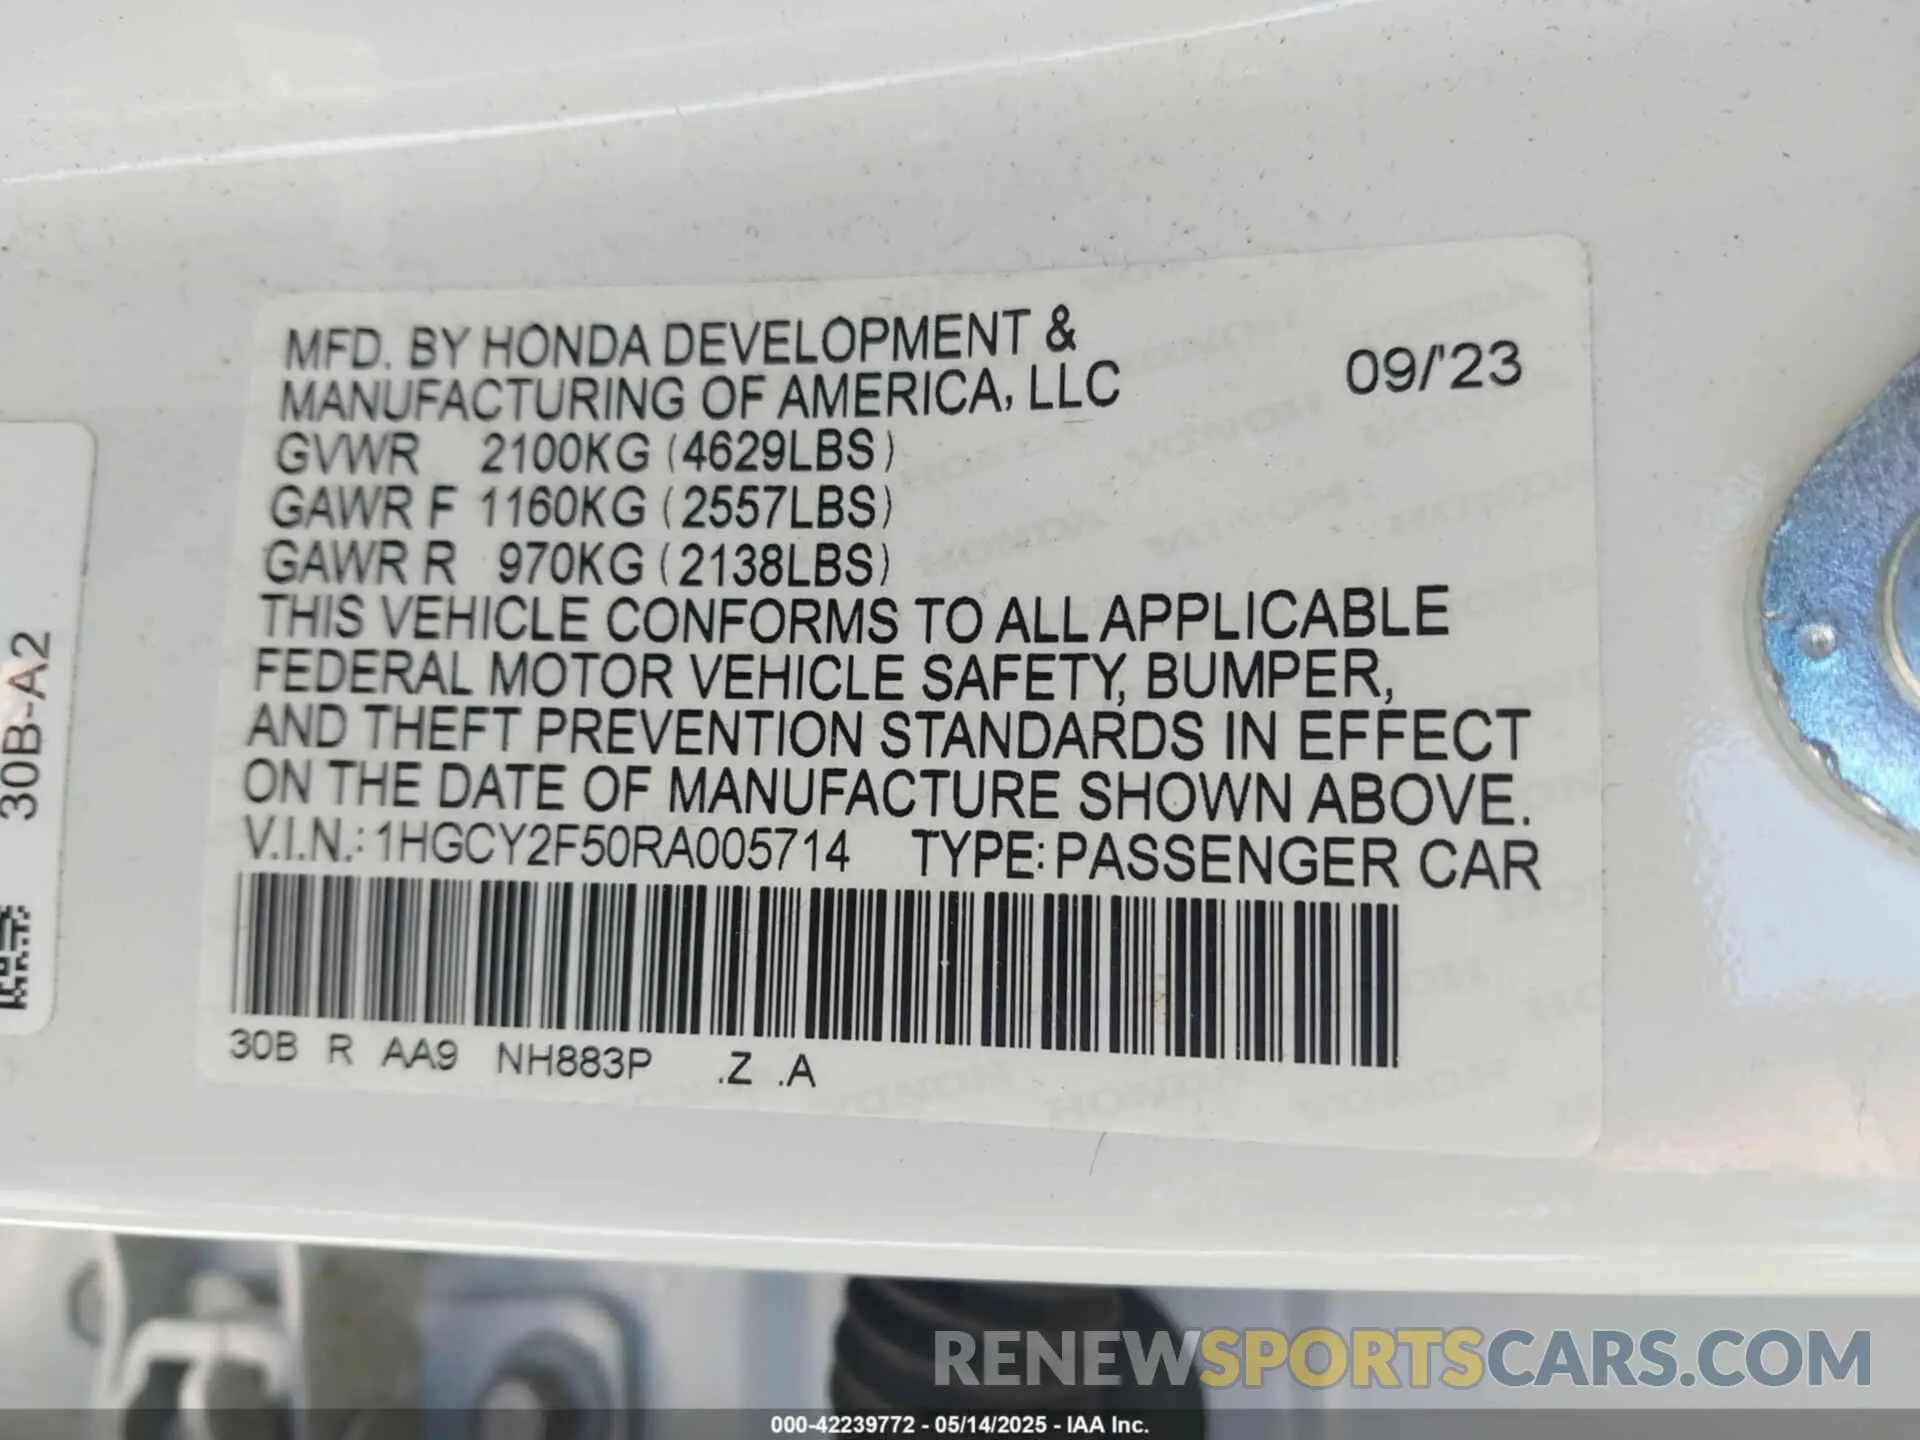 MFD. BY HONDA DEVELOPMENT &
MANUFACTURING OF AMERICA, LLC
09/'23
GVWR 2100KG (4629LBS)
GAWR F 1160KG (2557LBS)
GAWR R 970KG (2138LBS)
THIS VEHICLE CONFORMS TO ALL APPLICABLE
FEDERAL MOTOR VEHICLE SAFETY, BUMPER,
AND THEFT PREVENTION STANDARDS IN EFFECT
ON THE DATE OF MANUFACTURE SHOWN ABOVE.
V.I.N.: 1HGCY2F50RA005714 TYPE: PASSENGER CAR
30B R AA9 NH883P .Z .A
30B-A2
RENEWSPORTSCARS.COM
000-42239772 - 05/14/2025 - IAA Inc.